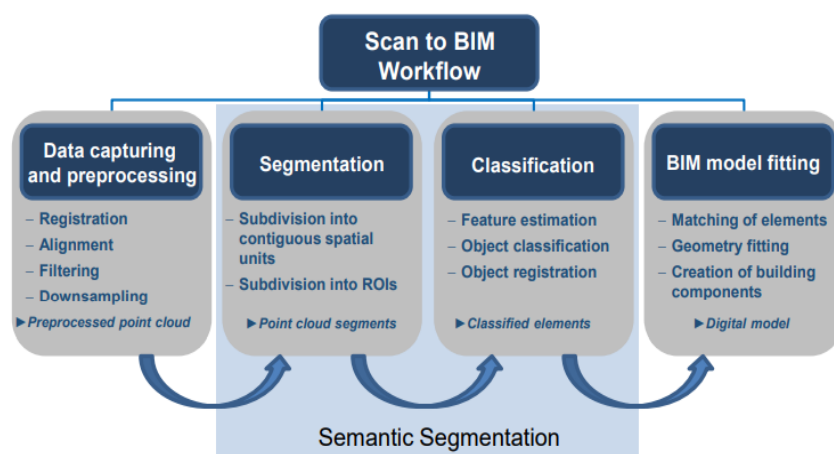 Scan to BIM
Workflow
Data capturing
and preprocessing
– Registration
– Alignment
– Filtering
– Downsampling
►Preprocessed point cloud
Segmentation
– Subdivision into
contiguous spatial
units
– Subdivision into ROIs
►Point cloud segments
Classification
– Feature estimation
– Object classification
– Object registration
►Classified elements
BIM model fitting
– Matching of elements
– Geometry fitting
– Creation of building
components
►Digital model
Semantic Segmentation